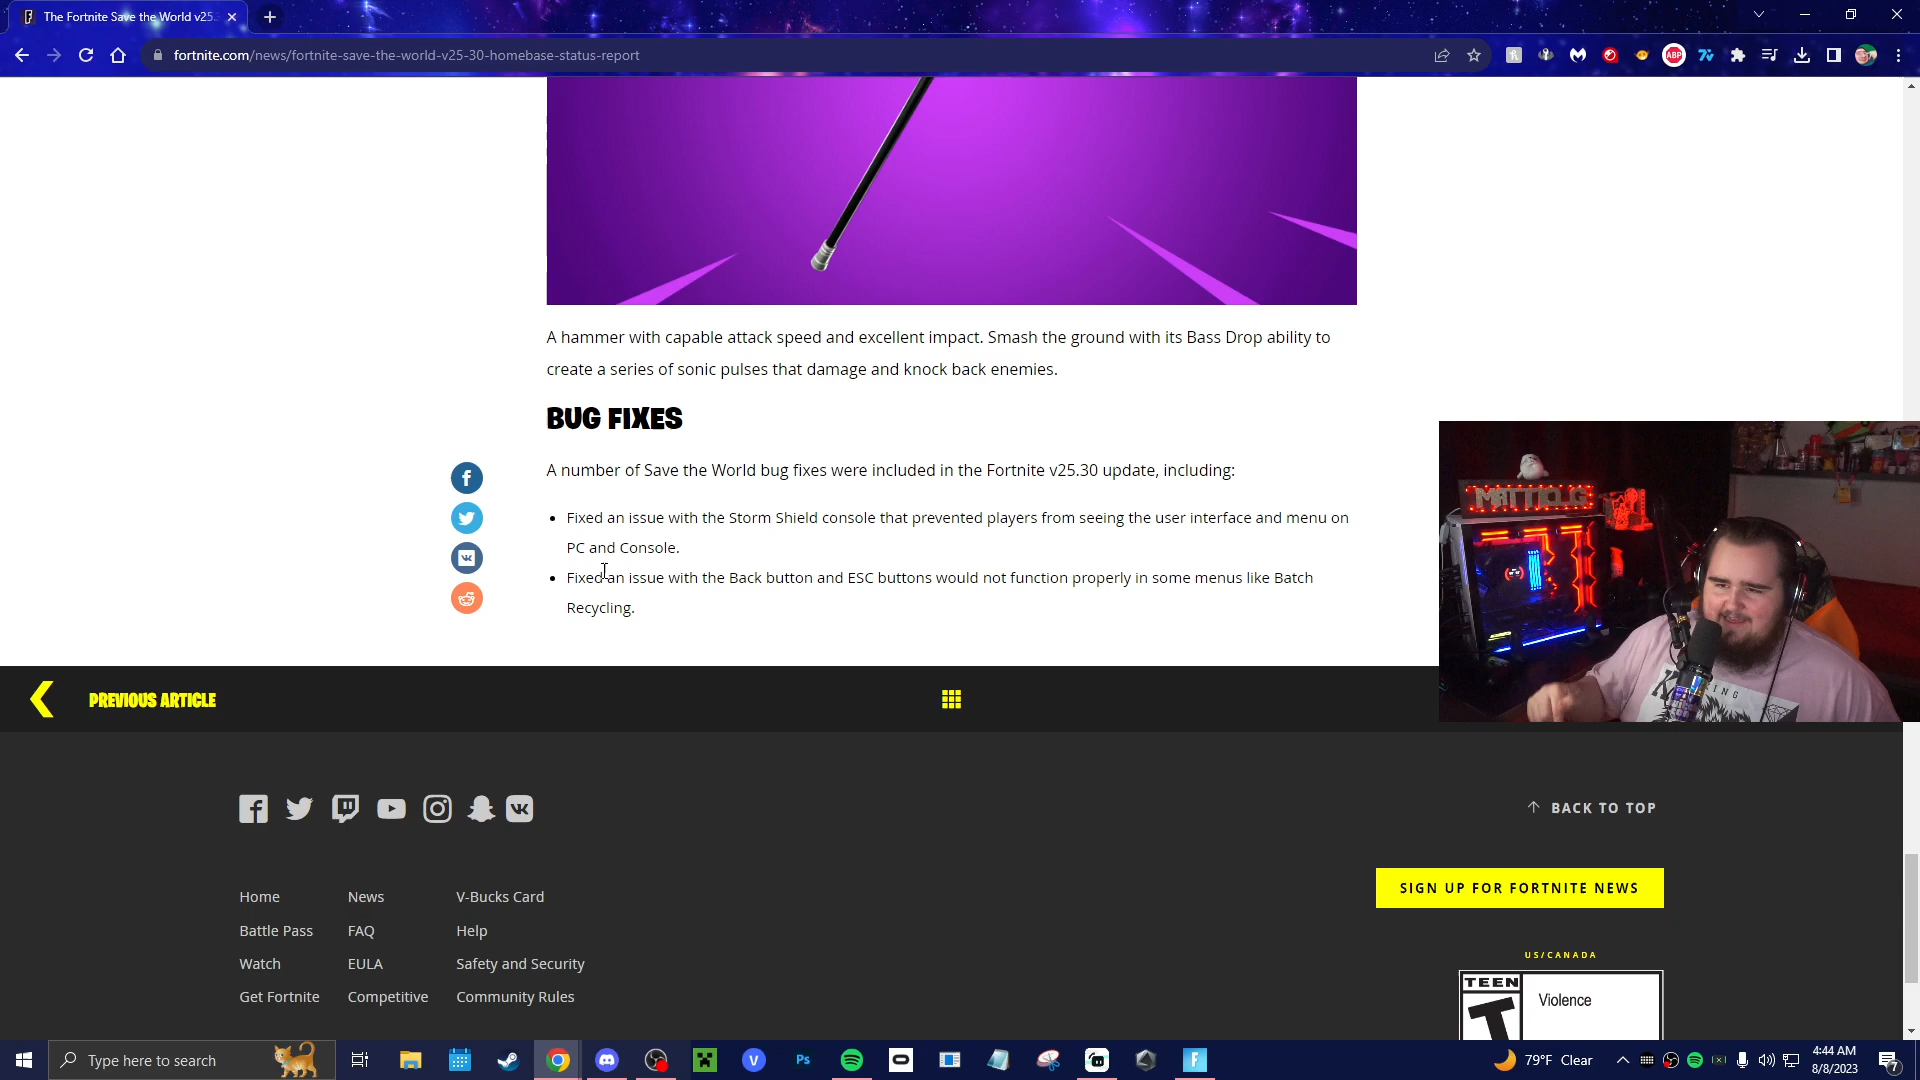 The Fortnite Save the World v25.
fortnite.com/news/fortnite-save-the-world-v25-30-homebase-status-report
ABP
A hammer with capable attack speed and excellent impact. Smash the ground with its Bass Drop ability to
create a series of sonic pulses that damage and knock back enemies.
BUG FIXES
A number of Save the World bug fixes were included in the Fortnite v25.30 update, including:
Fixed an issue with the Storm Shield console that prevented players from seeing the user interface and menu on
PC and Console.
Fixed an issue with the Back button and ESC buttons would not function properly in some menus like Batch
Recycling.
PREVIOUS ARTICLE
BACK TO TOP
Home
News
V-Bucks Card
Battle Pass
FAQ
Help
Watch
EULA
Safety and Security
Get Fortnite
Competitive
Community Rules
SIGN UP FOR FORTNITE NEWS
US/CANADA
TEEN
T
Violence
Type here to search
Ps
79°F Clear
4:44 AM
8/8/2023
7